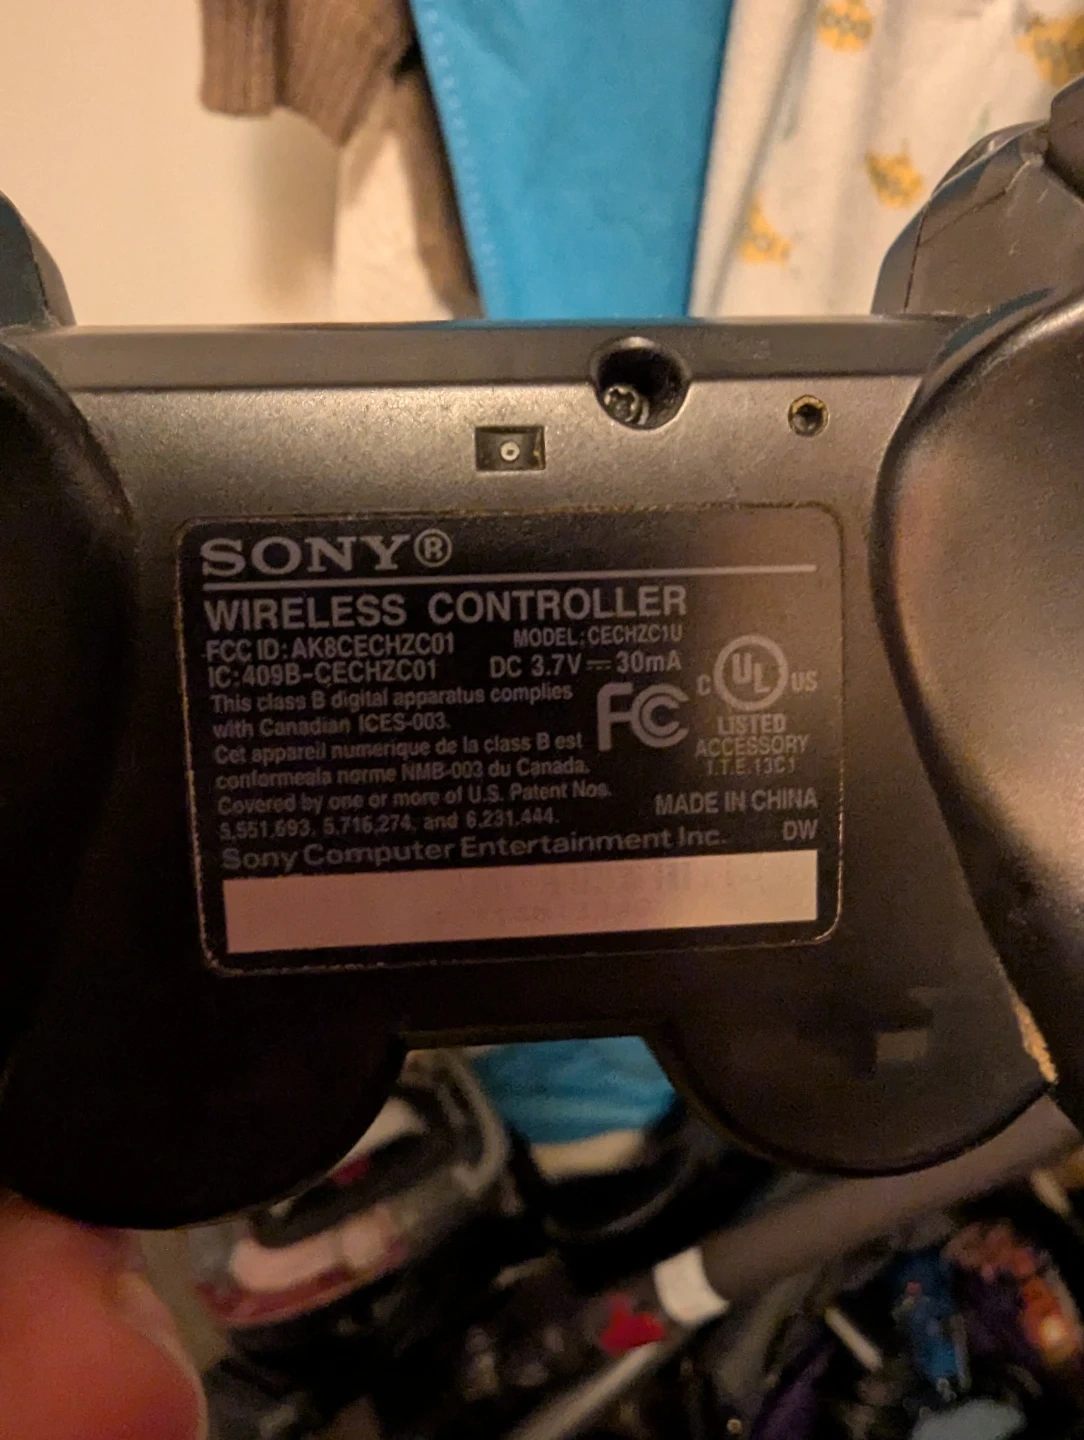 SONY®
WIRELESS CONTROLLER
FCC ID: AK8CECHZC01 MODEL: CECHZC1U
IC: 409B-CECHZC01 DC 3.7V⎓30mA
This class B digital apparatus complies
with Canadian ICES-003.
Cet appareil numerique de la class B est
conformeala norme NMB-003 du Canada.
Covered by one or more of U.S. Patent Nos.
5,551,693, 5,716,274, and 6,231,444.
Sony Computer Entertainment Inc.
FC
C UL US
LISTED
ACCESSORY
I.T.E. 13C1
MADE IN CHINA
DW